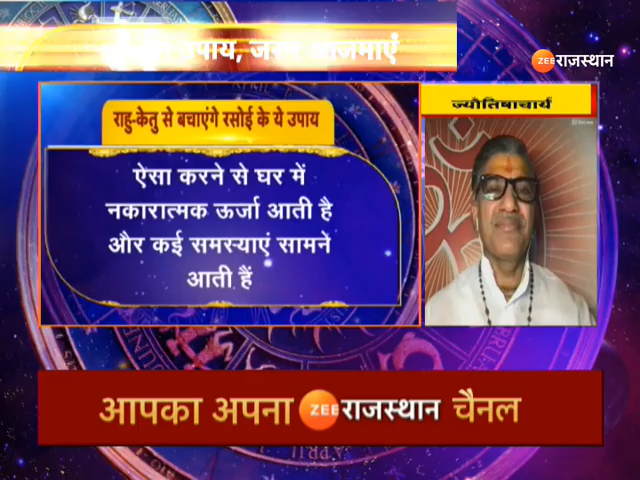 उपाय, जरूर आजमाएं
ZEE राजस्थान
राहु-केतु से बचाएंगे रसोई के ये उपाय
ज्यौतिषाचार्य
ऐसा करने से घर में
नकारात्मक ऊर्जा आती है
और कई समस्याएं सामने
आती हैं
आपका अपना ZEE राजस्थान चैनल
APRIL